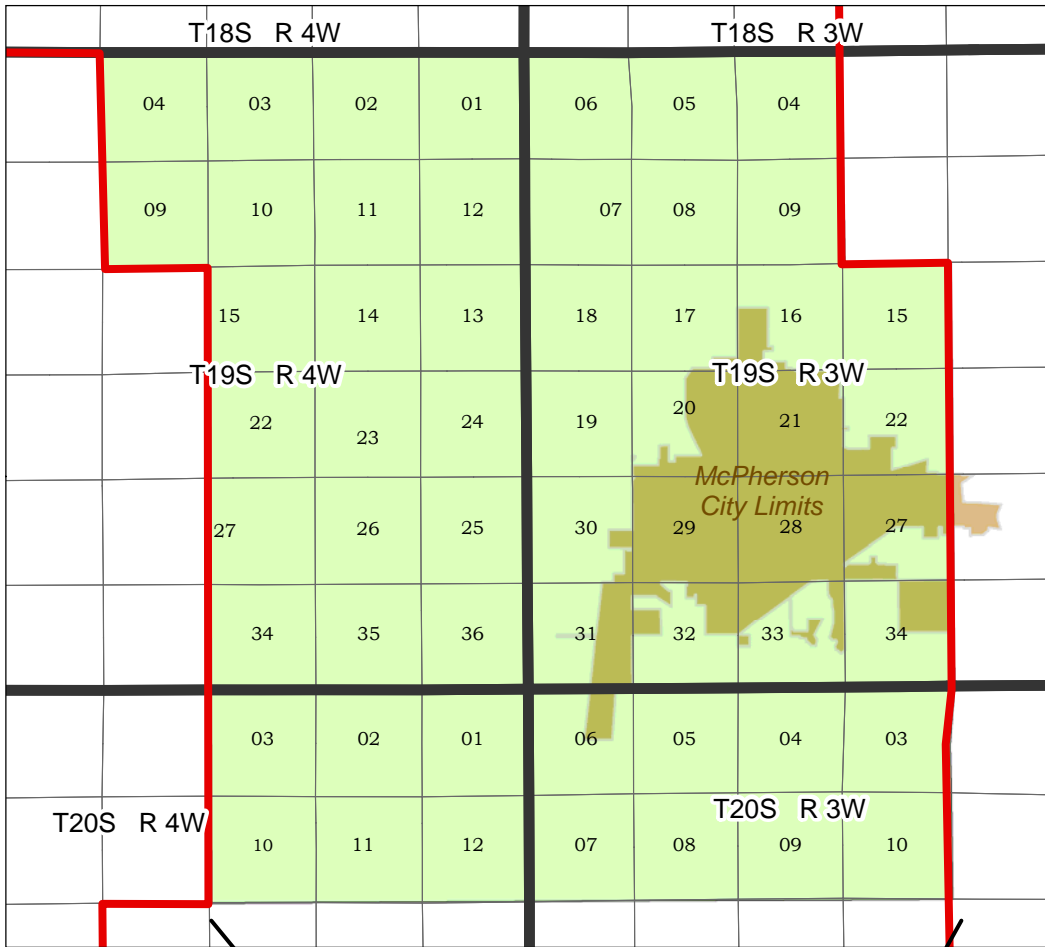 T18S R 4W T18S R 3W
04 03 02 01 06 05 04
09 10 11 12 07 08 09
15 14 13 18 17 16 15
T19S R 4W T19S R 3W
22 23 24 19 20 21 22
McPherson
City Limits
27 26 25 30 29 28 27
34 35 36 31 32 33 34
03 02 01 06 05 04 03
T20S R 4W T20S R 3W
10 11 12 07 08 09 10